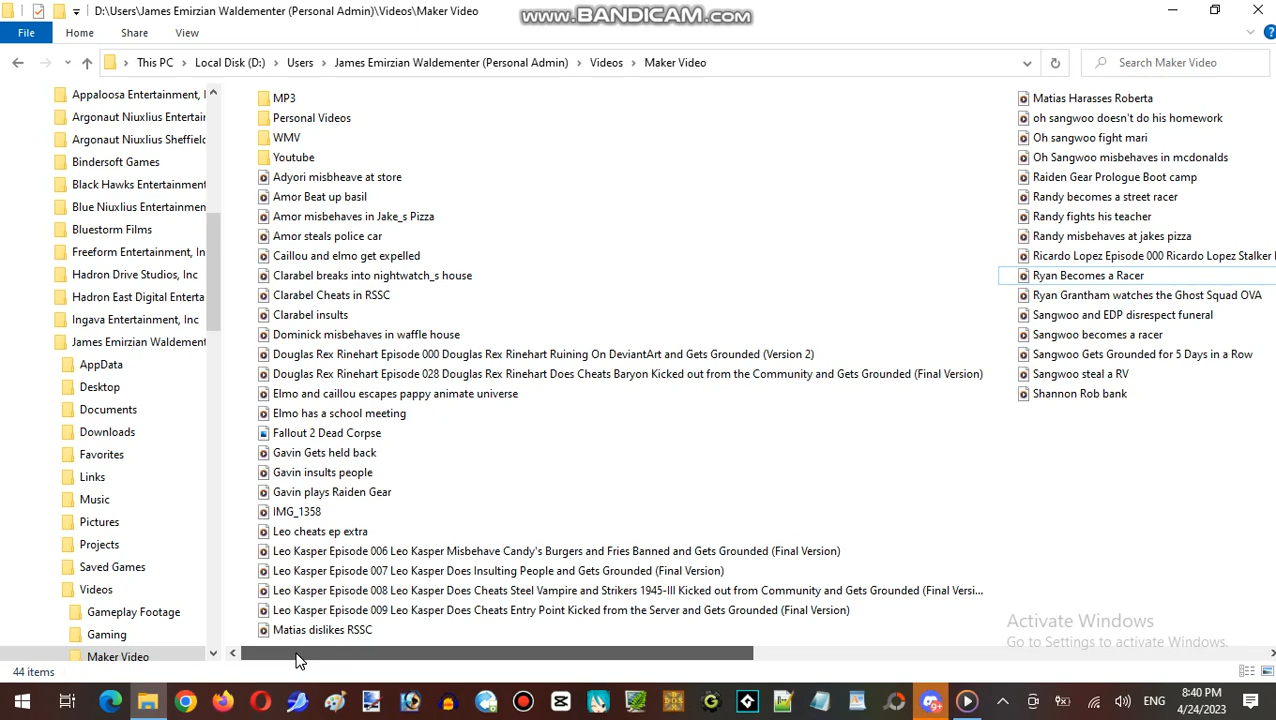 D:\Users\James Emirzian Waldementer (Personal Admin)\Videos\Maker Video
www.BANDICAM.com
File Home Share View
This PC Local Disk (D:) Users James Emirzian Waldementer (Personal Admin) Videos Maker Video
Search Maker Video
Appaloosa Entertainment, I
Argonaut Niuxlius Entertain
Argonaut Niuxlius Sheffield
Bindersoft Games
Black Hawks Entertainment
Blue Niuxlius Entertainmen
Bluestorm Films
Freeform Entertainment, In
Hadron Drive Studios, Inc
Hadron East Digital Enterta
Ingava Entertainment, Inc
James Emirzian Waldement
AppData
Desktop
Documents
Downloads
Favorites
Links
Music
Pictures
Projects
Saved Games
Videos
Gameplay Footage
Gaming
Maker Video
MP3
Personal Videos
WMV
Youtube
Adyori misbheave at store
Amor Beat up basil
Amor misbehaves in Jake_s Pizza
Amor steals police car
Caillou and elmo get expelled
Clarabel breaks into nightwatch_s house
Clarabel Cheats in RSSC
Clarabel insults
Dominick misbehaves in waffle house
Douglas Rex Rinehart Episode 000 Douglas Rex Rinehart Ruining On DeviantArt and Gets Grounded (Version 2)
Douglas Rex Rinehart Episode 028 Douglas Rex Rinehart Does Cheats Baryon Kicked out from the Community and Gets Grounded (Final Version)
Elmo and caillou escapes pappy animate universe
Elmo has a school meeting
Fallout 2 Dead Corpse
Gavin Gets held back
Gavin insults people
Gavin plays Raiden Gear
IMG_1358
Leo cheats ep extra
Leo Kasper Episode 006 Leo Kasper Misbehave Candy's Burgers and Fries Banned and Gets Grounded (Final Version)
Leo Kasper Episode 007 Leo Kasper Does Insulting People and Gets Grounded (Final Version)
Leo Kasper Episode 008 Leo Kasper Does Cheats Steel Vampire and Strikers 1945-III Kicked out from Community and Gets Grounded (Final Versi...
Leo Kasper Episode 009 Leo Kasper Does Cheats Entry Point Kicked from the Server and Gets Grounded (Final Version)
Matias dislikes RSSC
Matias Harasses Roberta
oh sangwoo doesn't do his homework
Oh Sangwoo fight mari
Oh Sangwoo misbehaves in mcdonalds
Raiden Gear Prologue Boot camp
Randy becomes a street racer
Randy fights his teacher
Randy misbehaves at jakes pizza
Ricardo Lopez Episode 000 Ricardo Lopez Stalker
Ryan Becomes a Racer
Ryan Grantham watches the Ghost Squad OVA
Sangwoo and EDP disrespect funeral
Sangwoo becomes a racer
Sangwoo Gets Grounded for 5 Days in a Row
Sangwoo steal a RV
Shannon Rob bank
Activate Windows
Go to Settings to activate Windows.
44 items
ENG
8:40 PM
4/24/2023